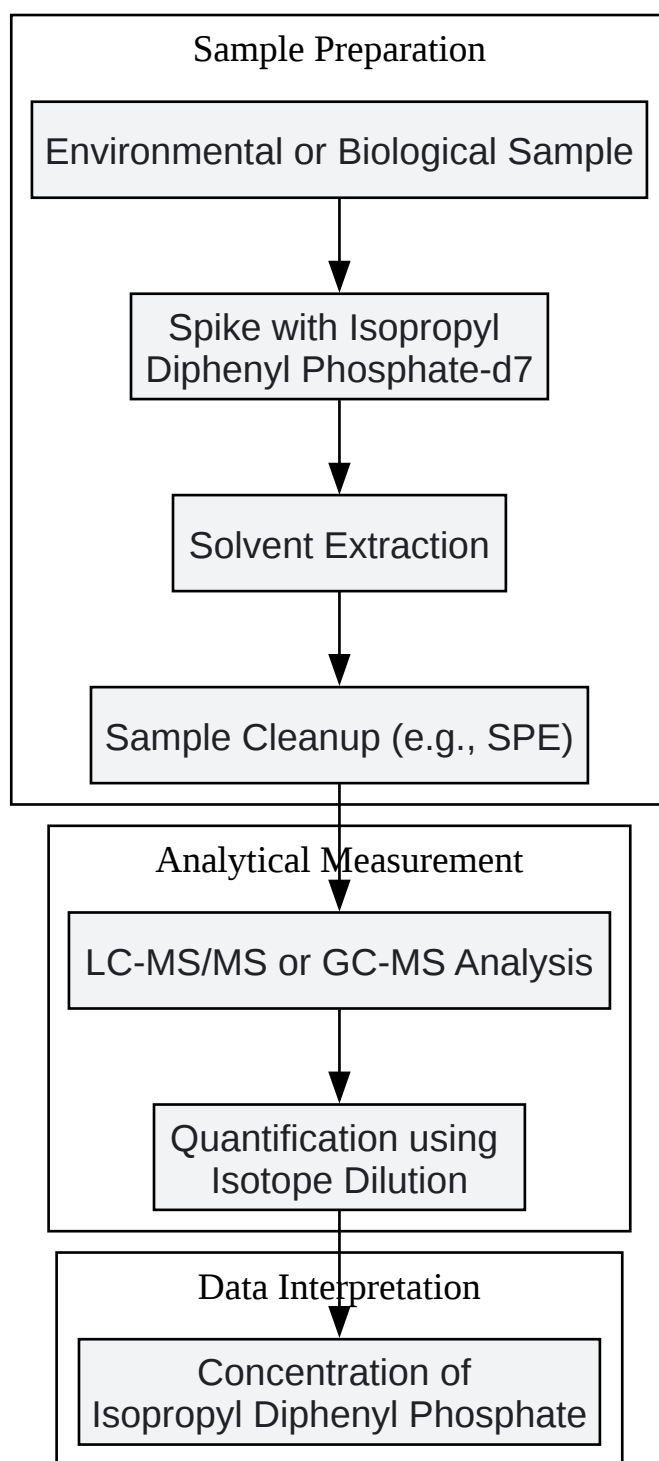 Sample Preparation
Environmental or Biological Sample
Spike with Isopropyl
Diphenyl Phosphate-d7
Solvent Extraction
Sample Cleanup (e.g., SPE)
Analytical Measurement
LC-MS/MS or GC-MS Analysis
Quantification using
Isotope Dilution
Data Interpretation
Concentration of
Isopropyl Diphenyl Phosphate